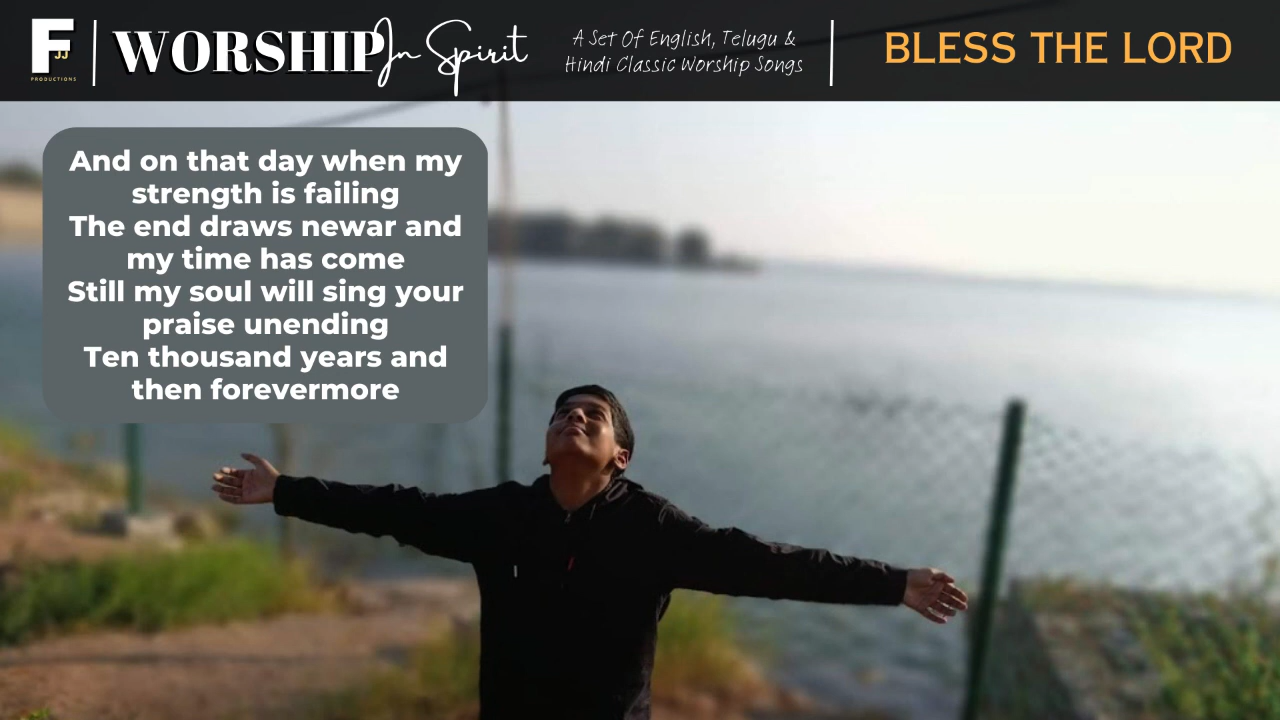 F
JJ
PRODUCTIONS
WORSHIP In Spirit
A Set Of English, Telugu &
Hindi Classic Worship Songs
BLESS THE LORD
And on that day when my
strength is failing
The end draws newar and
my time has come
Still my soul will sing your
praise unending
Ten thousand years and
then forevermore